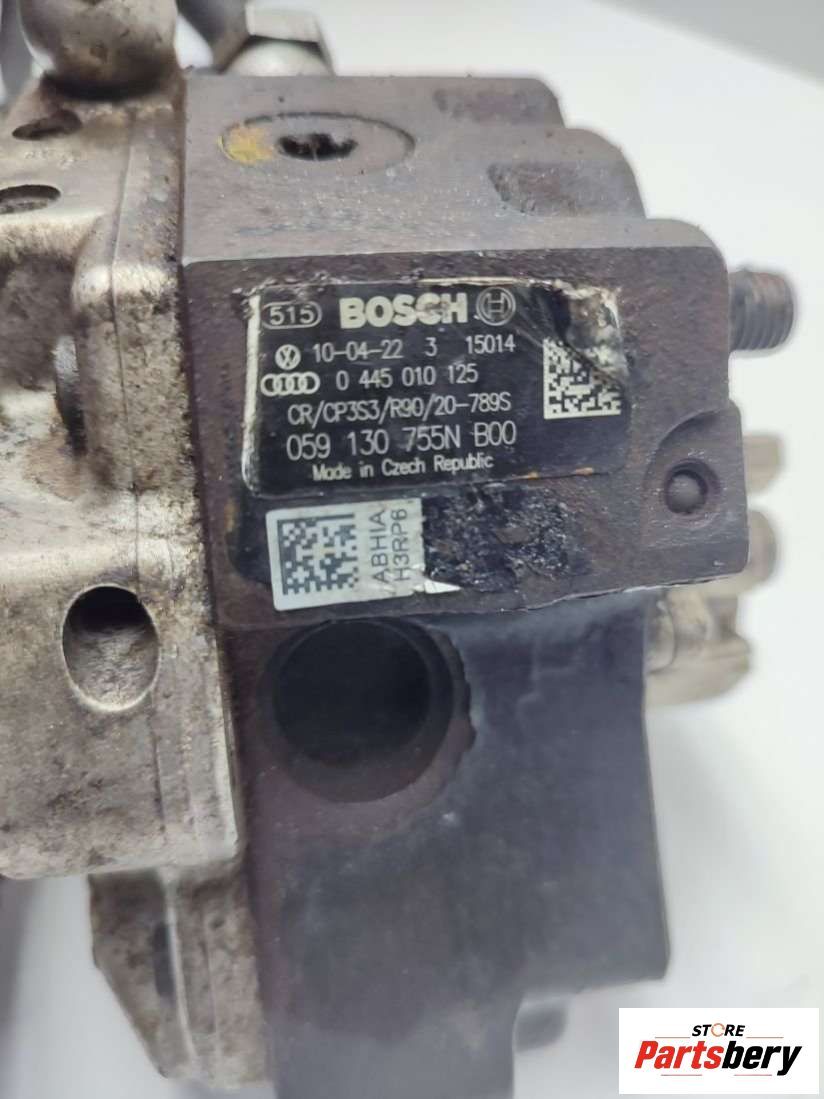 515 BOSCH
10-04-22 3 15014
0 445 010 125
CR/CP3S3/R90/20-789S
059 130 755N B00
Made in Czech Republic
ABHIA
H3RP6
STORE
Partsbery